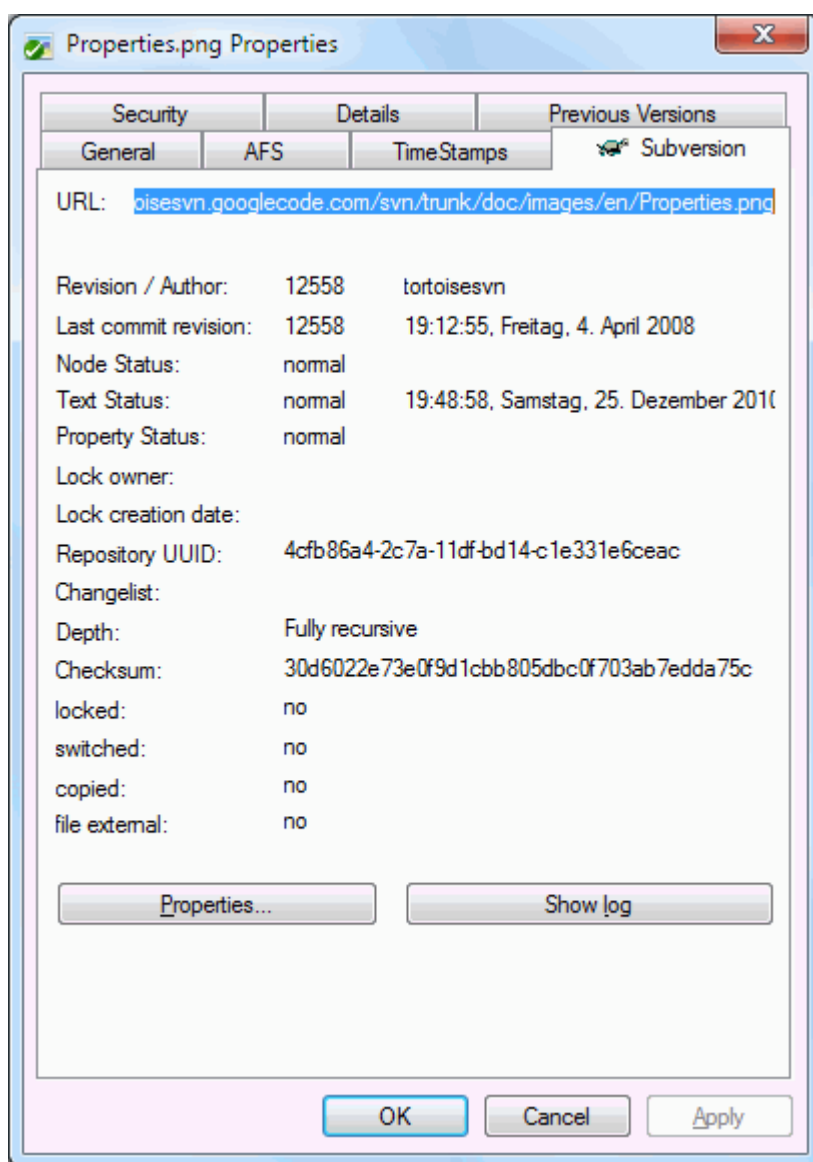 Properties.png Properties
Security Details Previous Versions
General AFS TimeStamps Subversion
URL: oisesvn.googlecode.com/svn/trunk/doc/images/en/Properties.png
Revision / Author: 12558 tortoisesvn
Last commit revision: 12558 19:12:55, Freitag, 4. April 2008
Node Status: normal
Text Status: normal 19:48:58, Samstag, 25. Dezember 2010
Property Status: normal
Lock owner:
Lock creation date:
Repository UUID: 4cfb86a4-2c7a-11df-bd14-c1e331e6ceac
Changelist:
Depth: Fully recursive
Checksum: 30d6022e73e0f9d1cbb805dbc0f703ab7edda75c
locked: no
switched: no
copied: no
file external: no
Properties... Show log
OK Cancel Apply